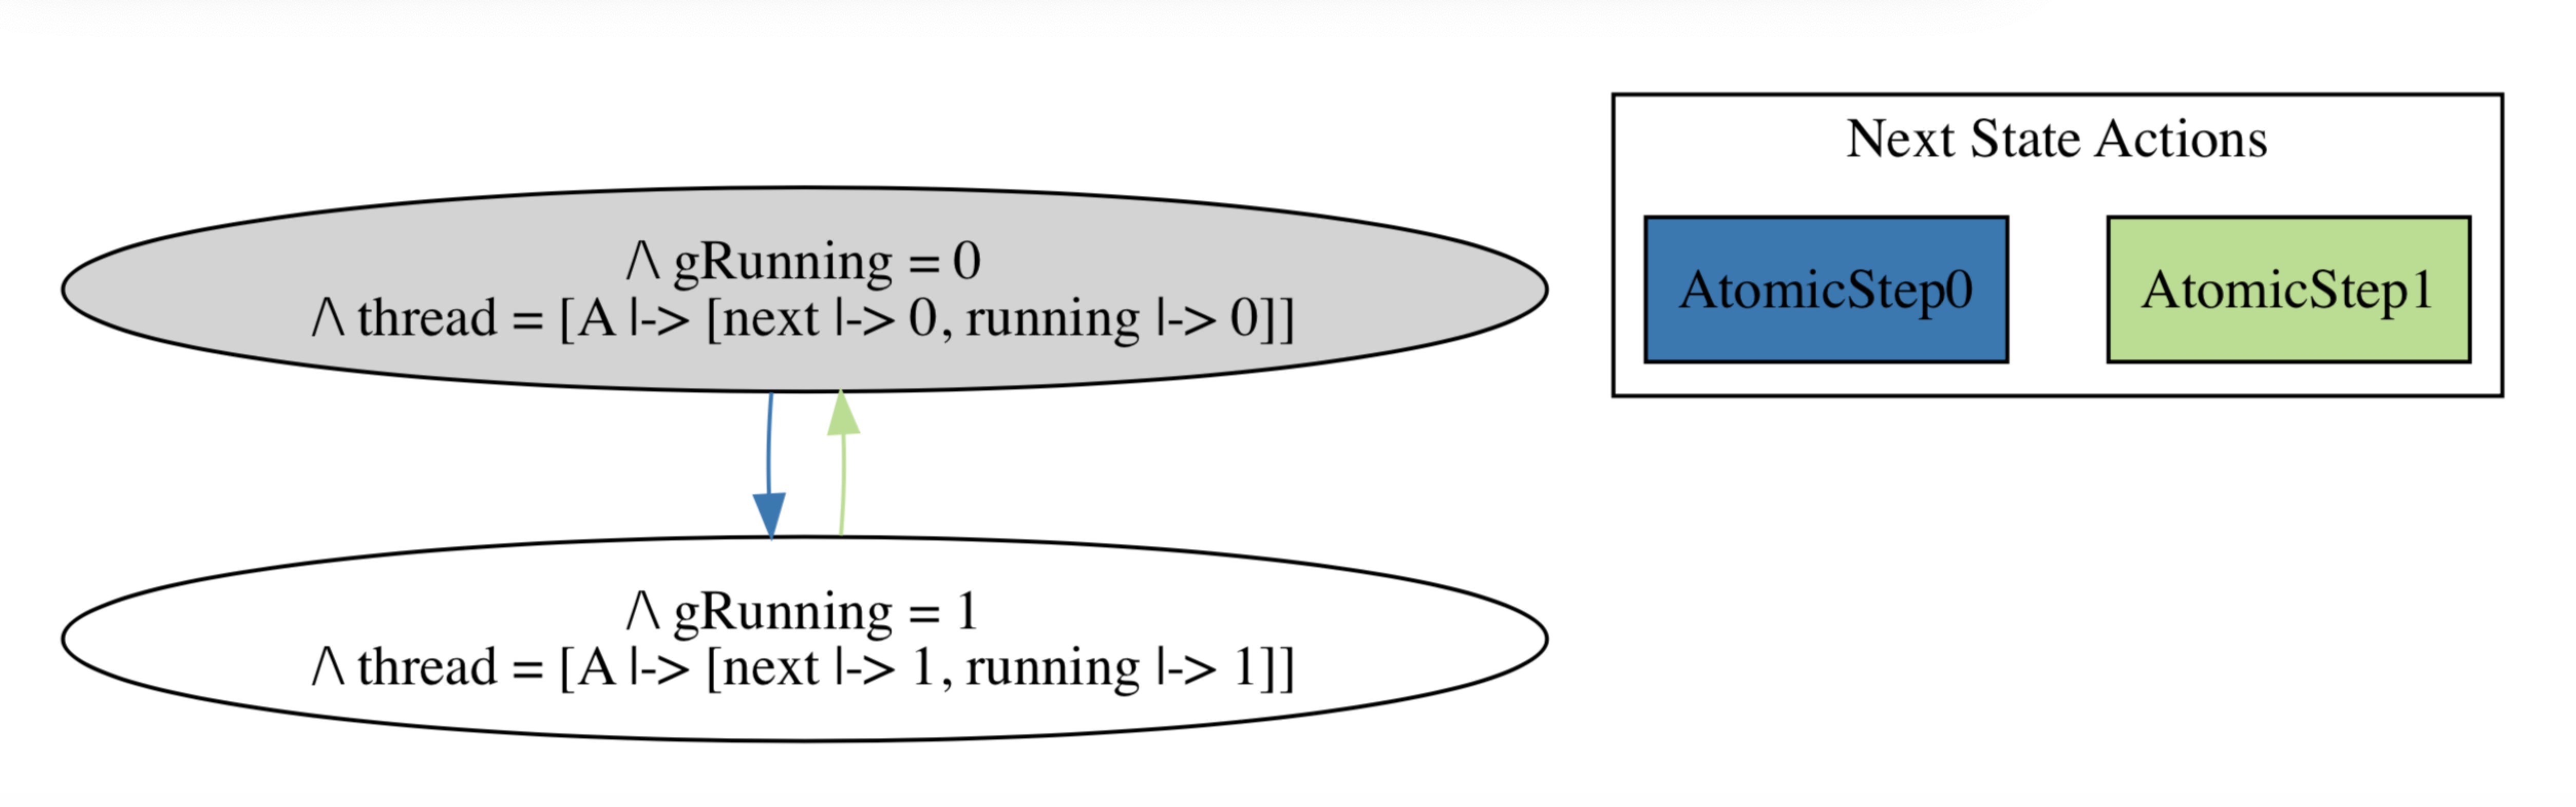 /\ gRunning = 0
/\ thread = [A |-> [next |-> 0, running |-> 0]]
/\ gRunning = 1
/\ thread = [A |-> [next |-> 1, running |-> 1]]
Next State Actions
AtomicStep0
AtomicStep1